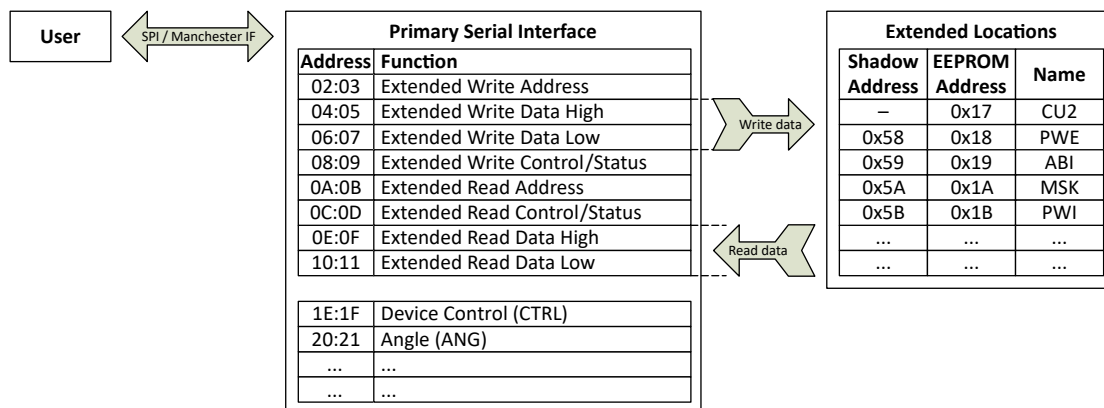 User
SPI / Manchester IF
Primary Serial Interface
Address Function
02:03 Extended Write Address
04:05 Extended Write Data High
06:07 Extended Write Data Low
08:09 Extended Write Control/Status
0A:0B Extended Read Address
0C:0D Extended Read Control/Status
0E:0F Extended Read Data High
10:11 Extended Read Data Low
1E:1F Device Control (CTRL)
20:21 Angle (ANG)
... ...
... ...
Write data
Read data
Extended Locations
Shadow Address EEPROM Address Name
– 0x17 CU2
0x58 0x18 PWE
0x59 0x19 ABI
0x5A 0x1A MSK
0x5B 0x1B PWI
... ... ...
... ... ...